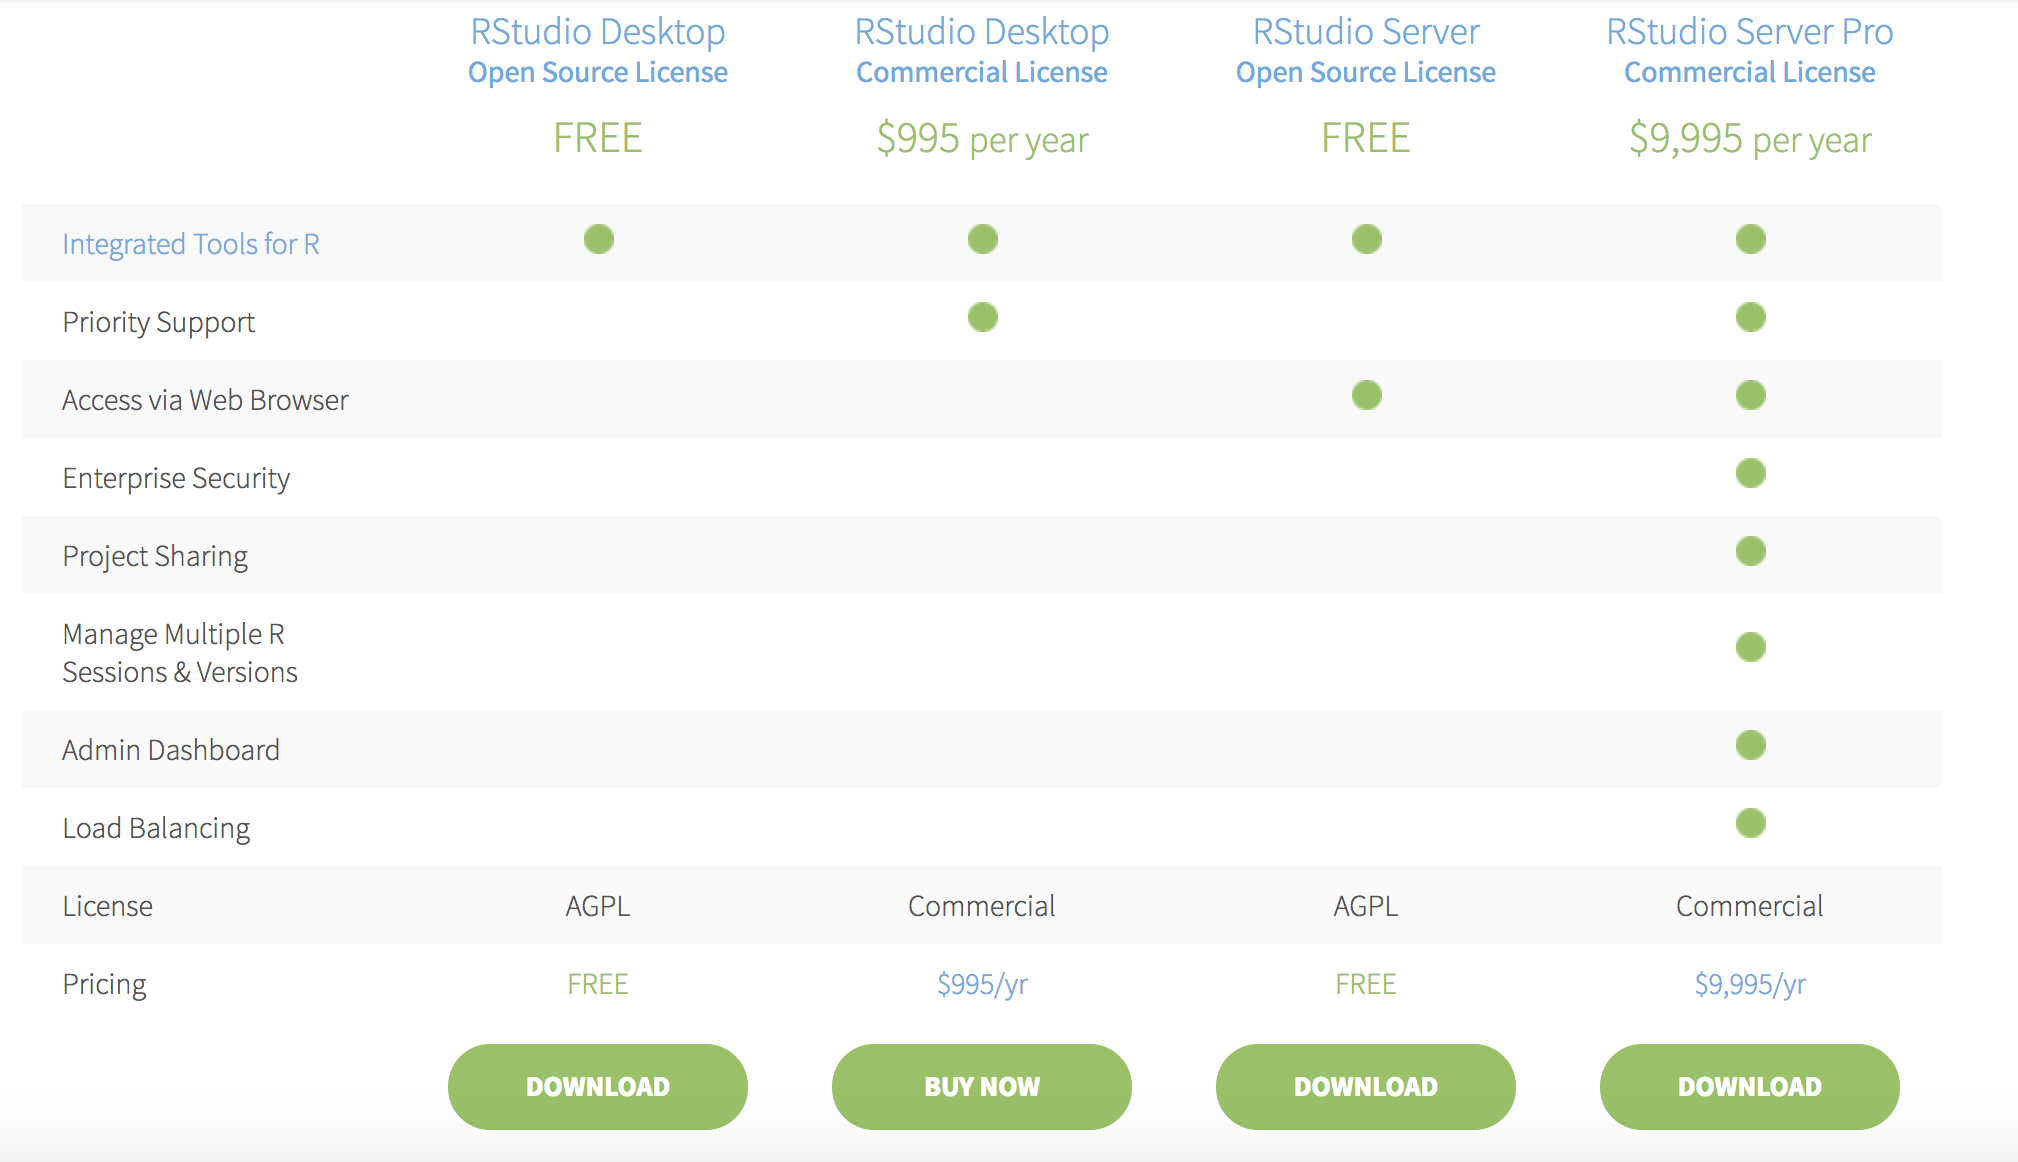 RStudio Desktop
Open Source License
FREE
RStudio Desktop
Commercial License
$995 per year
RStudio Server
Open Source License
FREE
RStudio Server Pro
Commercial License
$9,995 per year
Integrated Tools for R
Priority Support
Access via Web Browser
Enterprise Security
Project Sharing
Manage Multiple R
Sessions & Versions
Admin Dashboard
Load Balancing
License AGPL Commercial AGPL Commercial
Pricing FREE $995/yr FREE $9,995/yr
DOWNLOAD BUY NOW DOWNLOAD DOWNLOAD